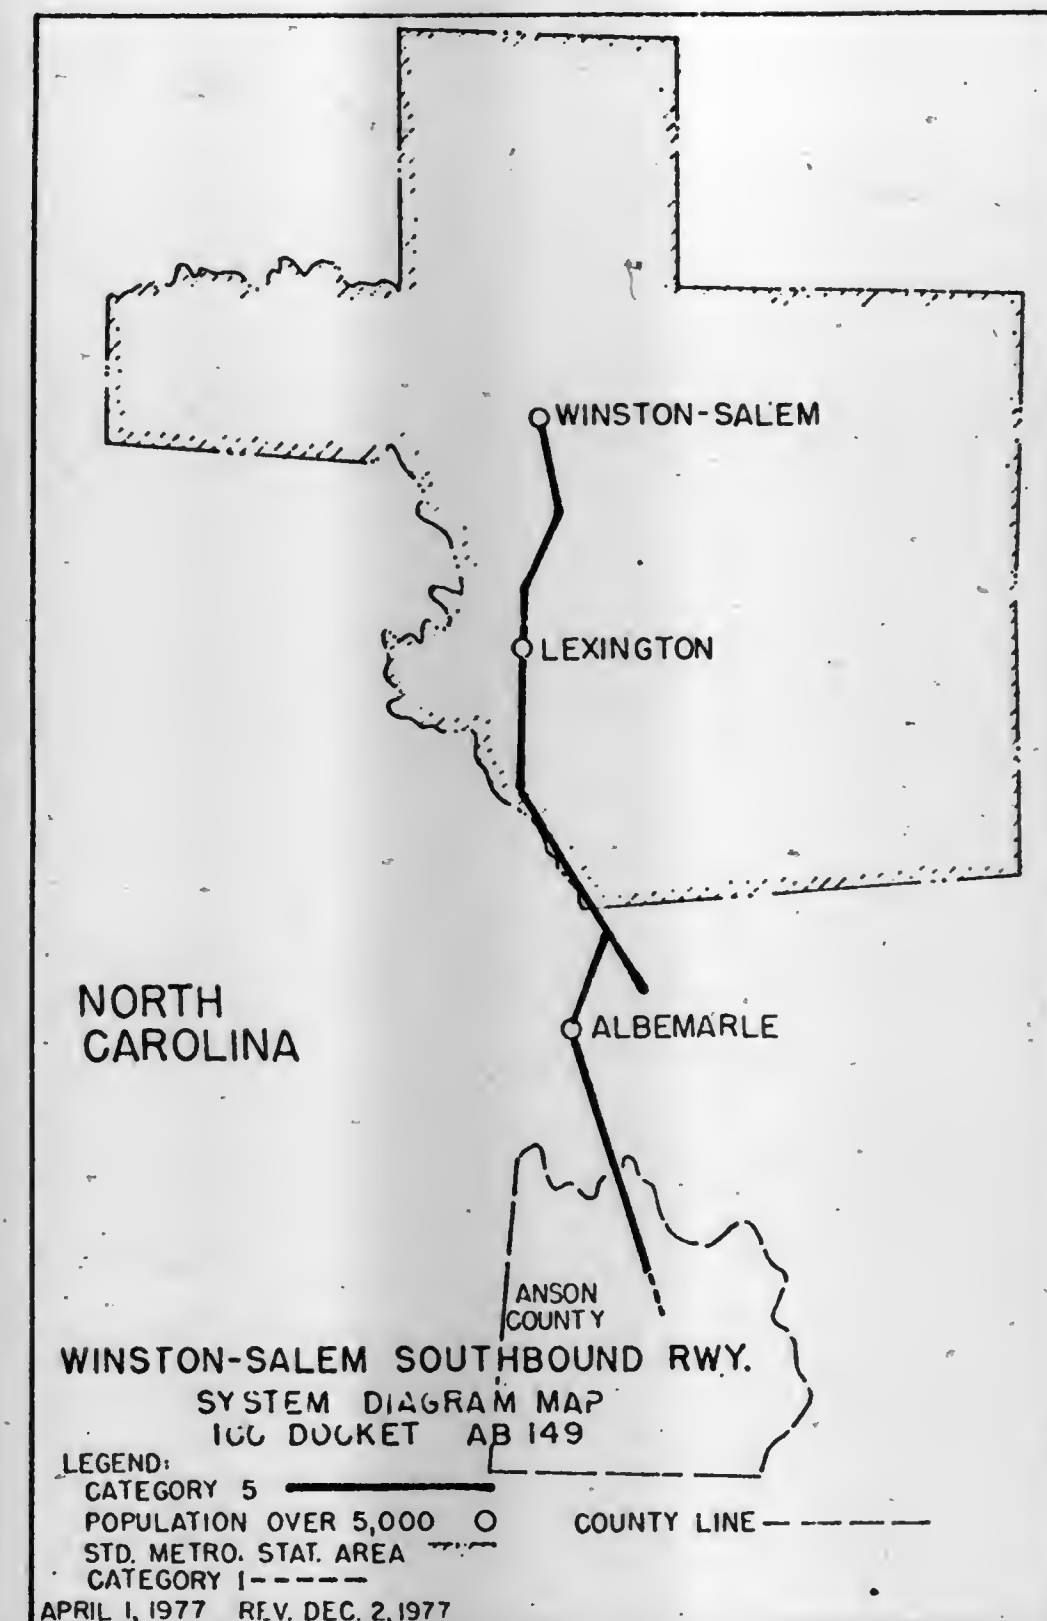 WINSTON-SALEM
LEXINGTON
NORTH
CAROLINA
ALBEMARLE
ANSON
COUNTY
WINSTON-SALEM SOUTHBOUND RWY.
SYSTEM DIAGRAM MAP
ICC DOCKET AB 149
LEGEND:
CATEGORY 5
POPULATION OVER 5,000
COUNTY LINE
STD. METRO. STAT. AREA
CATEGORY 1
APRIL 1, 1977 REV. DEC. 2, 1977